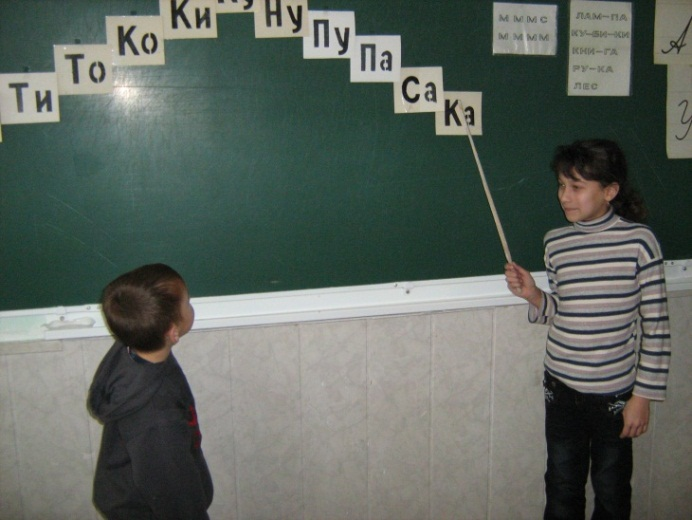 Ти То Ко Ки Ну Пу Па Са Ка
М М М С
М М М М
ЛАМ-ПА
КУ-БИ-КИ
КНИ-ГА
РУ-КА
ЛЕС
А
У